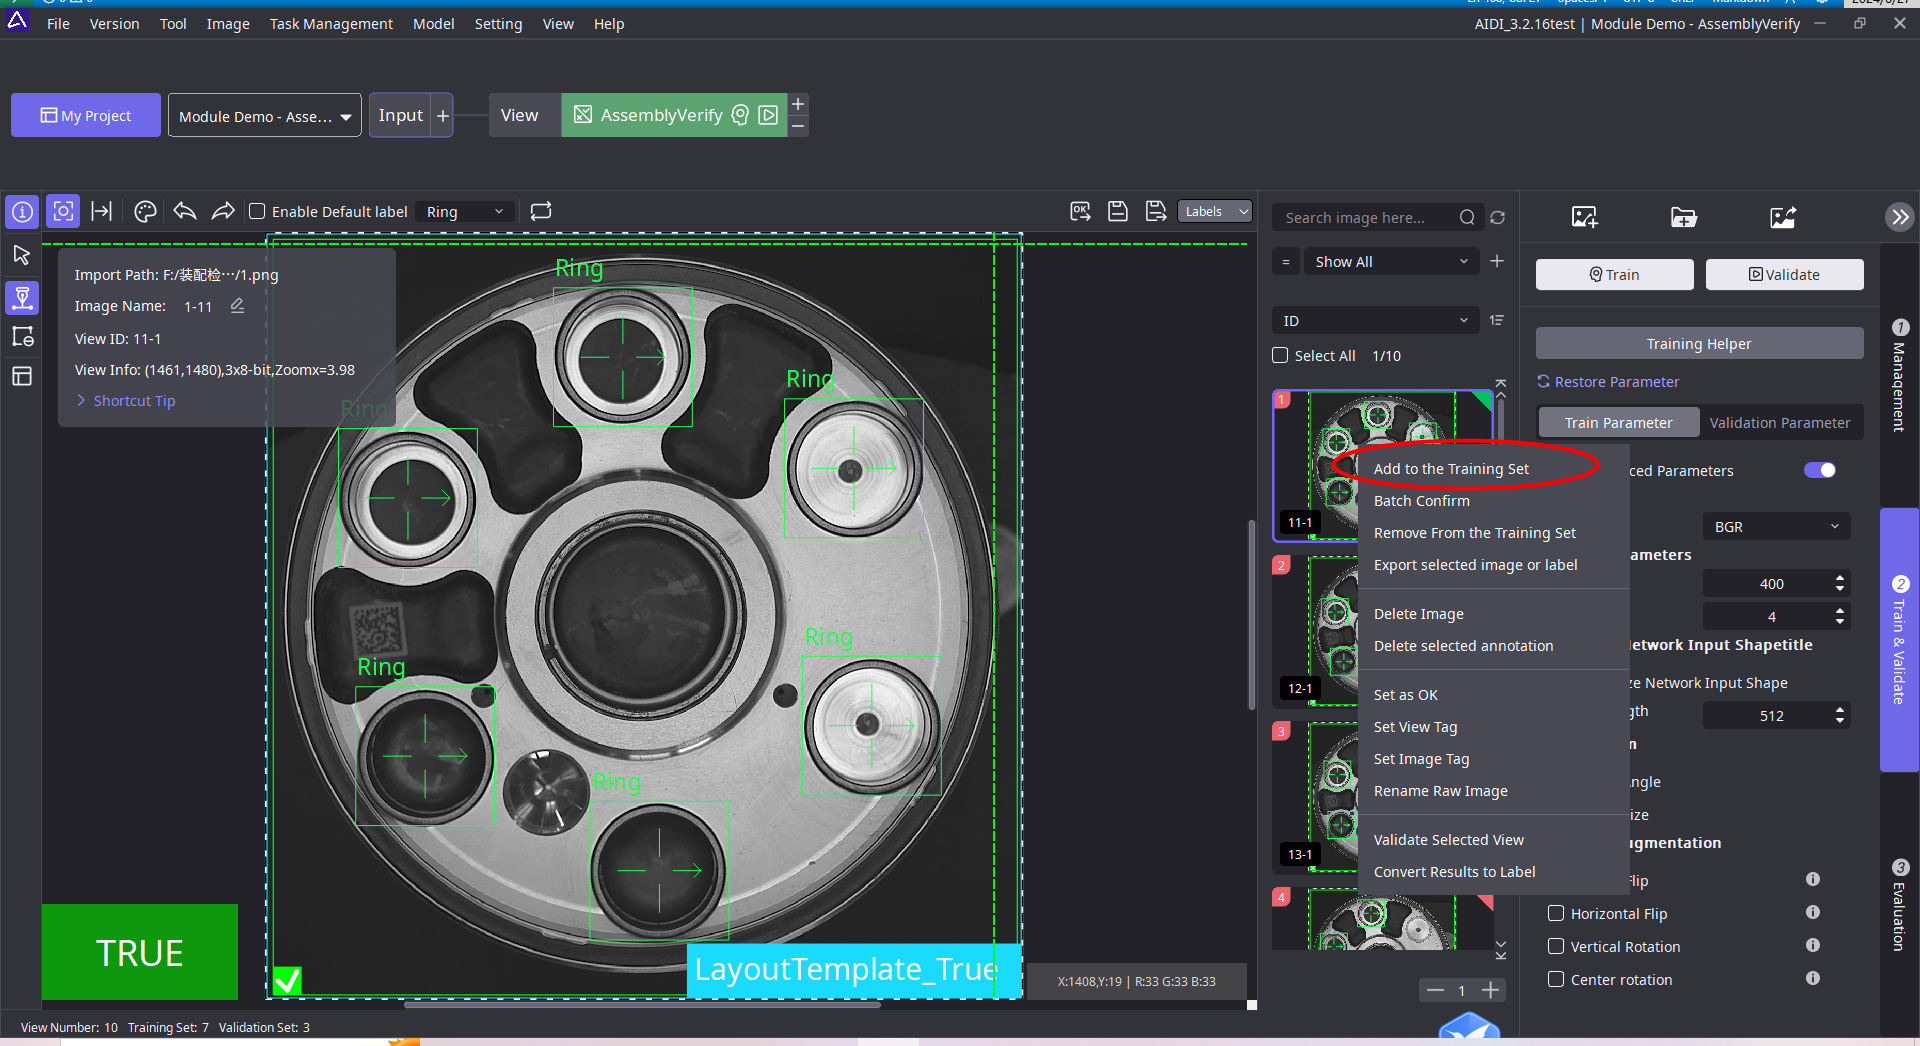 File Version Tool Image Task Management Model Setting View Help
AIDI_3.2.16test | Module Demo - AssemblyVerify
My Project
Module Demo - Asse...
Input
View
AssemblyVerify
Enable Default label
Ring
OK
Labels
Import Path: F:/装配检···/1.png
Image Name: 1-11
View ID: 11-1
View Info: (1461,1480),3x8-bit,Zoomx=3.98
Shortcut Tip
Ring
Ring
Ring
Ring
Ring
Ring
TRUE
LayoutTemplate_True
X:1408,Y:19 | R:33 G:33 B:33
View Number: 10 Training Set: 7 Validation Set: 3
Search image here...
= Show All
ID
Select All 1/10
1
11-1
2
12-1
3
13-1
4
1
Add to the Training Set
Batch Confirm
Remove From the Training Set
Export selected image or label
Delete Image
Delete selected annotation
Set as OK
Set View Tag
Set Image Tag
Rename Raw Image
Validate Selected View
Convert Results to Label
Train
Validate
Training Helper
Restore Parameter
Train Parameter
Validation Parameter
ced Parameters
BGR
ameters
400
4
etwork Input Shapetitle
ze Network Input Shape
gth
512
n
ngle
ize
ugmentation
lip
Horizontal Flip
Vertical Rotation
Center rotation
1 Management
2 Train & Validate
3 Evaluation